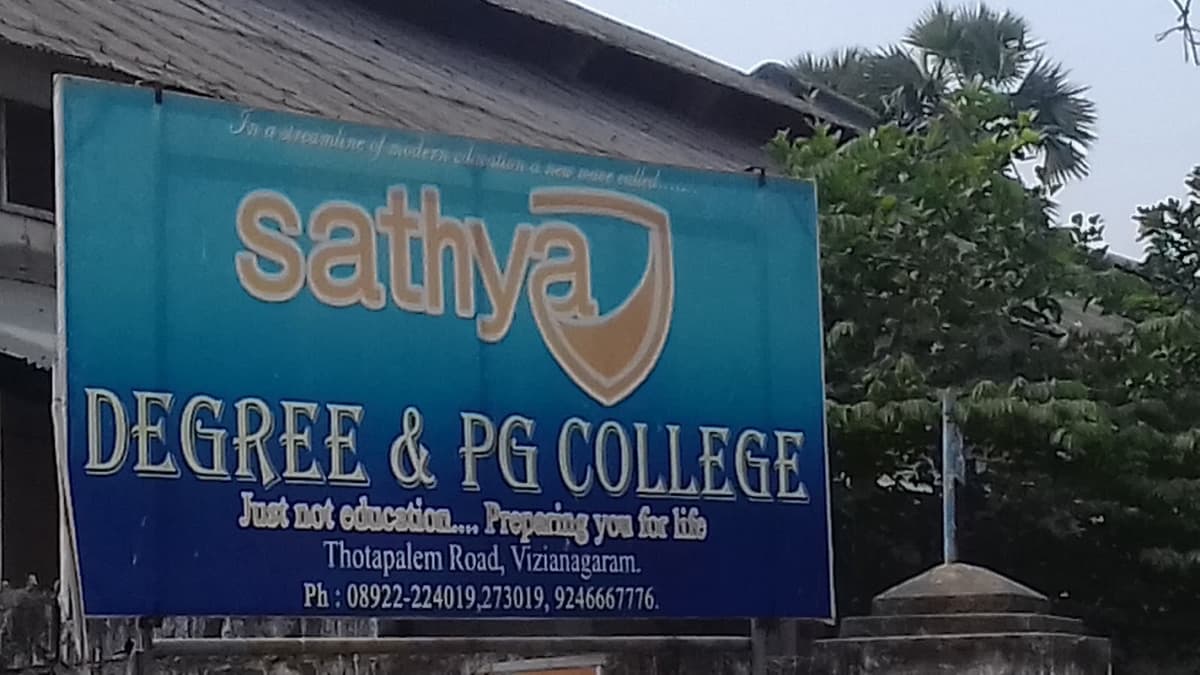 In a streamline of modern education a new wave called.......
sathya
DEGREE & PG COLLEGE
Just not education.... Preparing you for life
Thotapalem Road, Vizianagaram.
Ph : 08922-224019,273019, 9246667776.